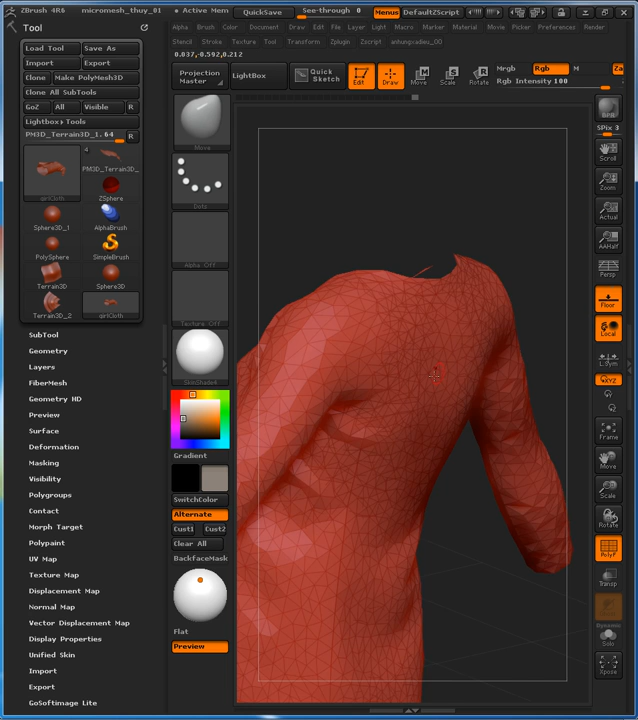 ZBrush 4R6 micromesh_thuy_01 • Active Mem QuickSave See-through 0 Menus DefaultZScript
Tool
Alpha Brush Color Document Draw Edit File Layer Light Macro Marker Material Movie Picker Preferences Render
Stencil Stroke Texture Tool Transform Zplugin Zscript anhungvadieu_00
0.037,-0.592,0.212
Load Tool Save As
Import Export
Clone Make PolyMesh3D
Clone All SubTools
GoZ All Visible R
Lightbox▸Tools
PM3D_Terrain3D_1. 64 R
Projection
Master
LightBox
Quick
Sketch
Edit Draw Move Scale Rotate
Mrgb Rgb M
Rgb Intensity 100
4
girlCloth
PM3D_Terrain3D_
ZSphere
Sphere3D_1 AlphaBrush
PolySphere SimpleBrush
Terrain3D Sphere3D
Terrain3D_2 girlCloth
SubTool
Geometry
Layers
FiberMesh
Geometry HD
Preview
Surface
Deformation
Masking
Visibility
Polygroups
Contact
Morph Target
Polypaint
UV Map
Texture Map
Displacement Map
Normal Map
Vector Displacement Map
Display Properties
Unified Skin
Import
Export
GoSoftimage Lite
Move
Dots
Alpha Off
Texture Off
SkinShade4
Gradient
SwitchColor
Alternate
Cust1 Cust2
Clear All
BackfaceMask
Flat
Preview
BPR
SPix 3
Scroll
Zoom
Actual
AAHalf
Persp
Floor
Local
L.Sym
XYZ
Frame
Move
Scale
Rotate
PolyF
Transp
Dynamic
Solo
Xpose